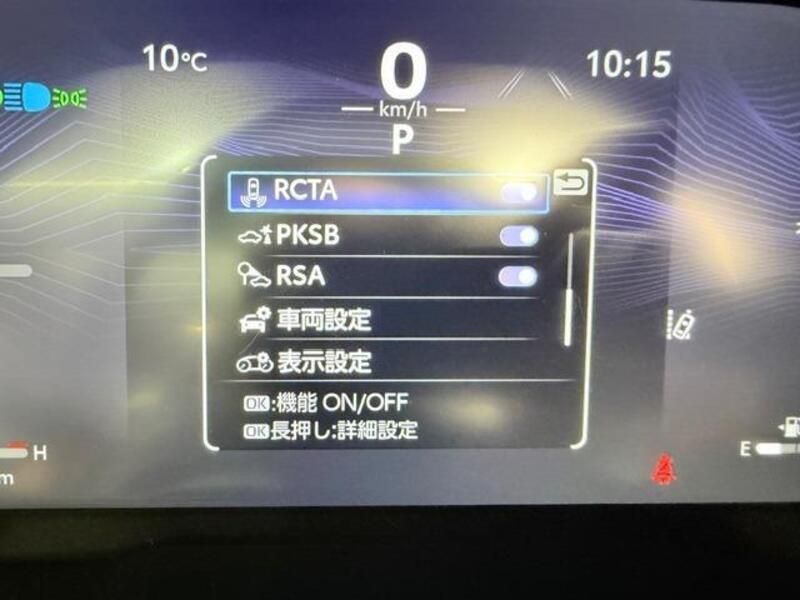 10°C
0
10:15
km/h
P
RCTA
PKSB
RSA
車両設定
表示設定
OK:機能 ON/OFF
OK長押し:詳細設定
H
E
m